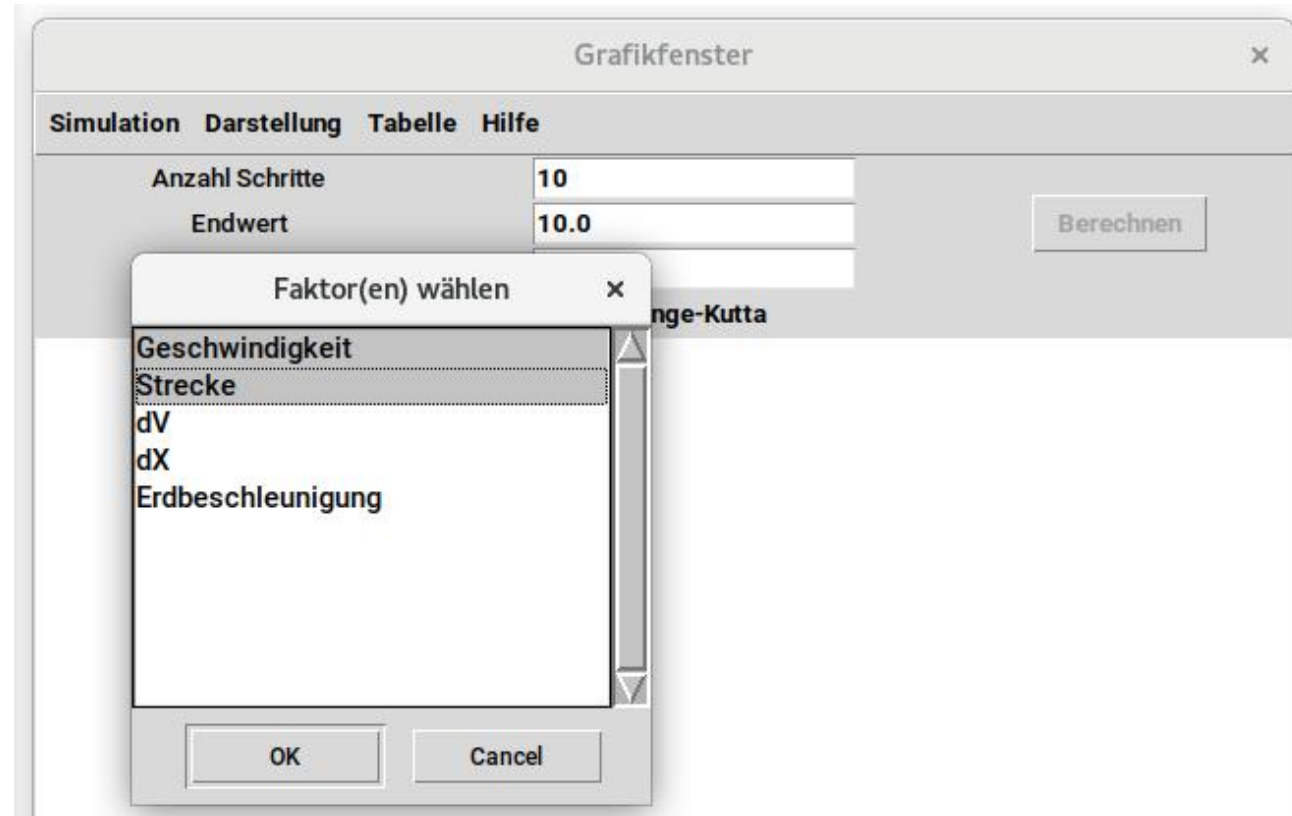 Grafikfenster ×
Simulation Darstellung Tabelle Hilfe
Anzahl Schritte 10
Endwert 10.0
Berechnen
Faktor(en) wählen ×
nge-Kutta
Geschwindigkeit
Strecke
dV
dX
Erdbeschleunigung
OK Cancel